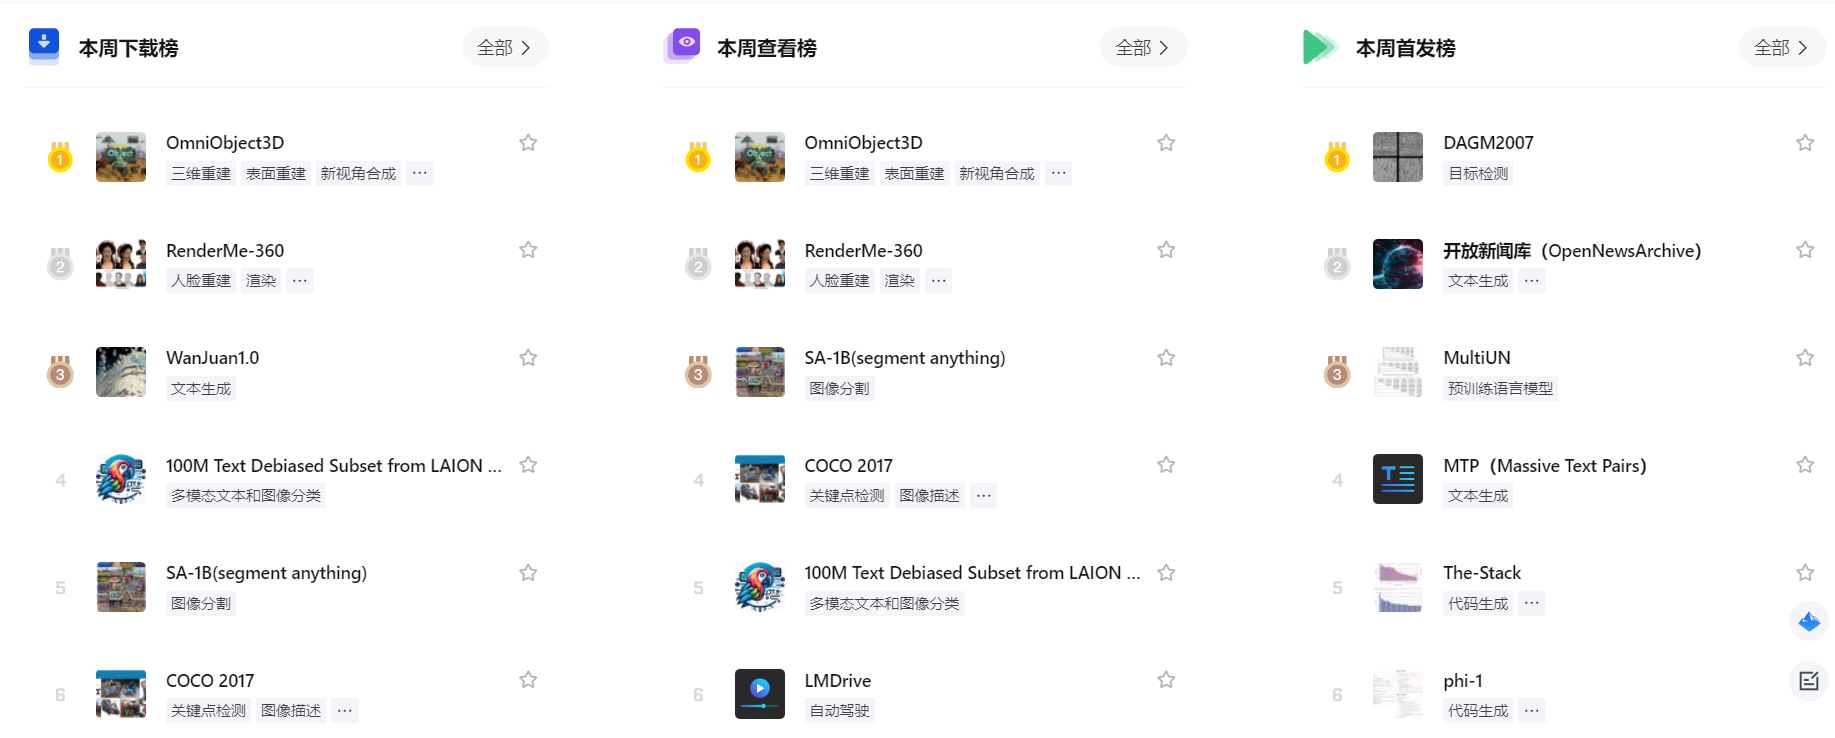 本周下载榜
全部
1
OmniObject3D
三维重建 表面重建 新视角合成 ···
2
RenderMe-360
人脸重建 渲染 ···
3
WanJuan1.0
文本生成
4
100M Text Debiased Subset from LAION ...
多模态文本和图像分类
5
SA-1B(segment anything)
图像分割
6
COCO 2017
关键点检测 图像描述 ···
本周查看榜
全部
1
OmniObject3D
三维重建 表面重建 新视角合成 ···
2
RenderMe-360
人脸重建 渲染 ···
3
SA-1B(segment anything)
图像分割
4
COCO 2017
关键点检测 图像描述 ···
5
100M Text Debiased Subset from LAION ...
多模态文本和图像分类
6
LMDrive
自动驾驶
本周首发榜
全部
1
DAGM2007
目标检测
2
开放新闻库（OpenNewsArchive）
文本生成 ···
3
MultiUN
预训练语言模型
4
MTP（Massive Text Pairs）
文本生成
5
The-Stack
代码生成 ···
6
phi-1
代码生成 ···